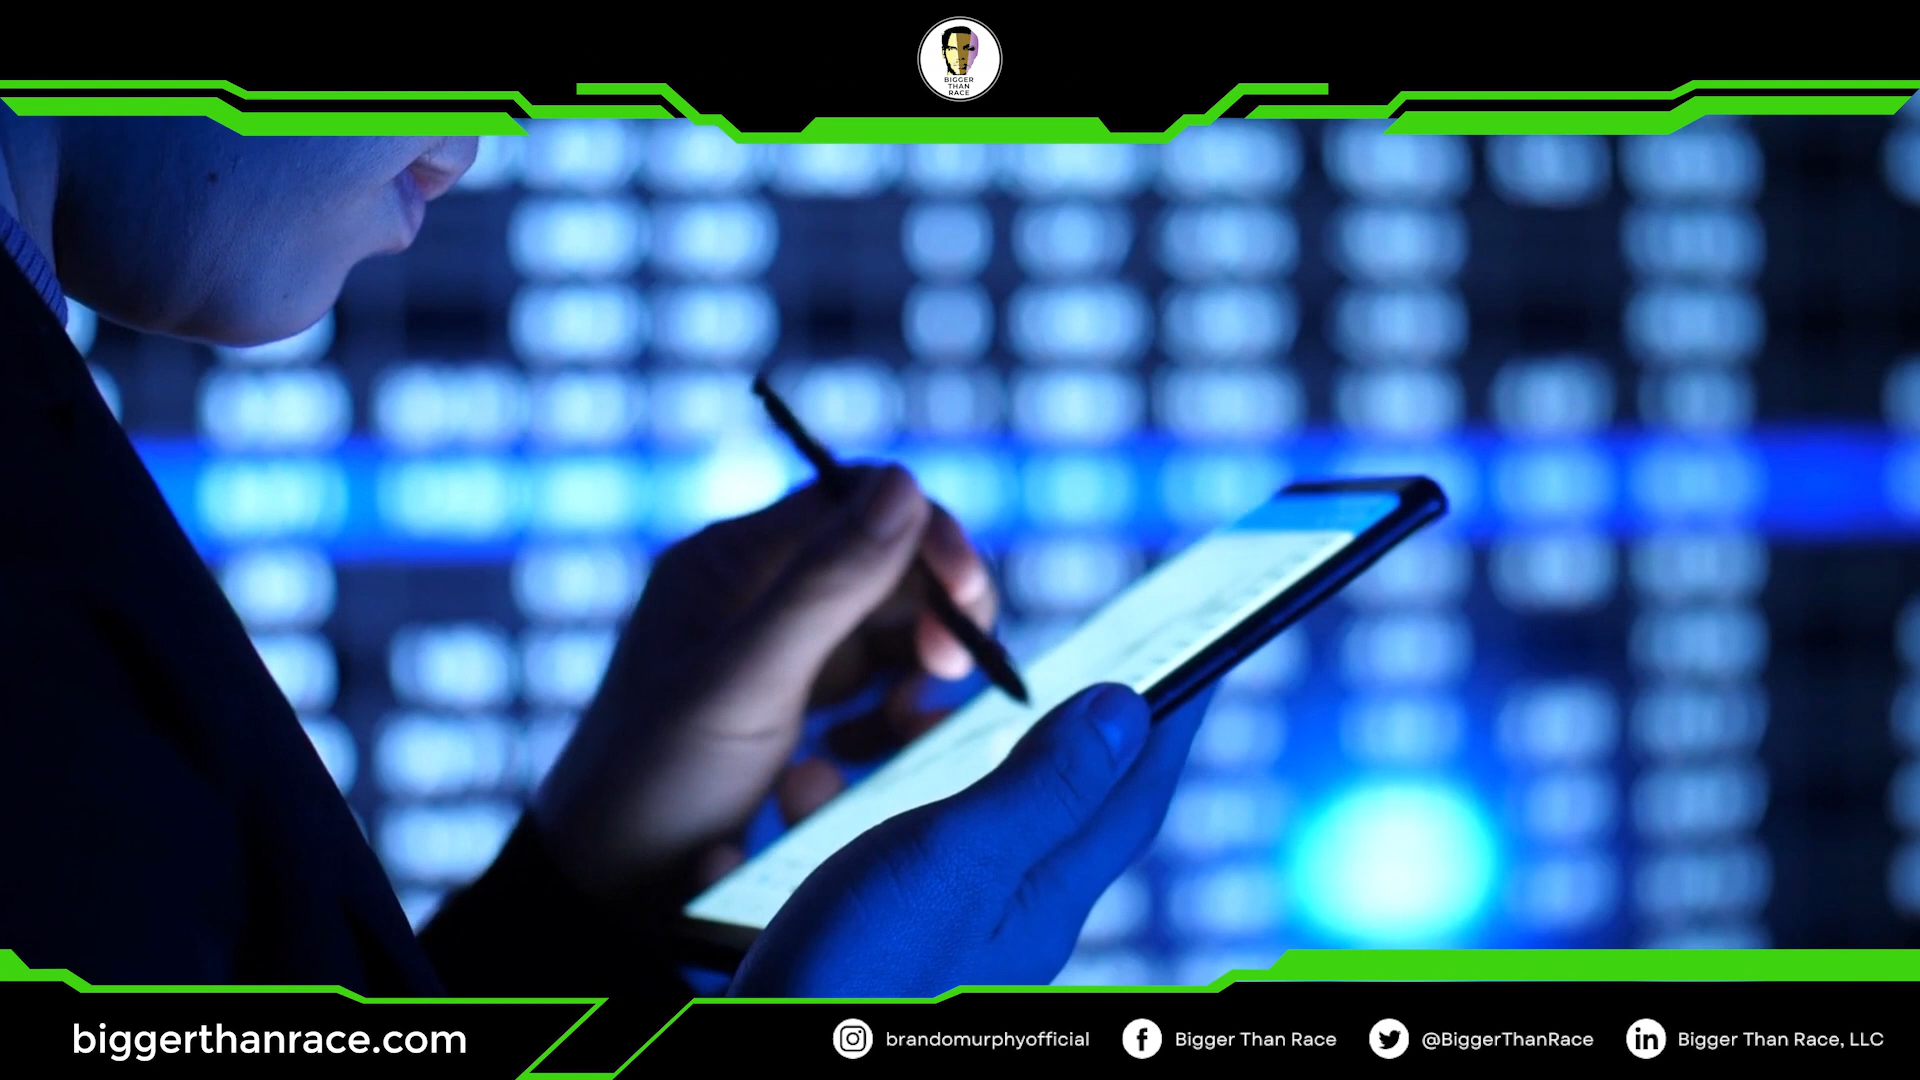 BIGGER
THAN
RACE
biggerthanrace.com
brandomurphyofficial
Bigger Than Race
@BiggerThanRace
Bigger Than Race, LLC